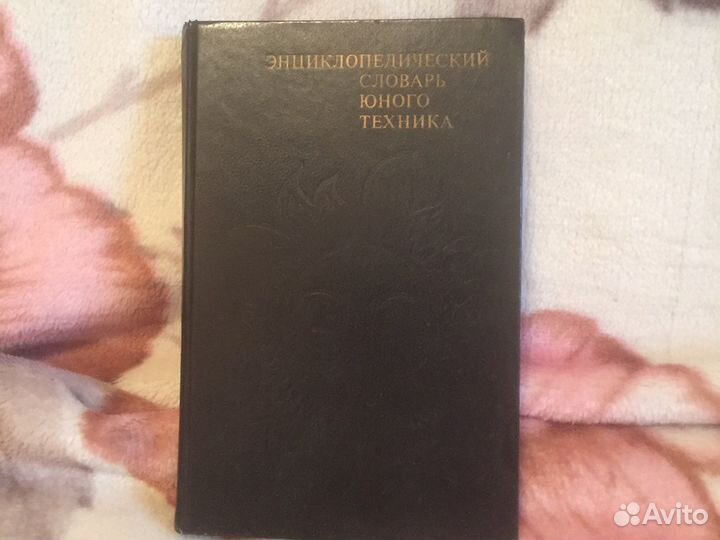 ЭНЦИКЛОПЕДИЧЕСКИЙ
СЛОВАРЬ
ЮНОГО
ТЕХНИКА
Avito